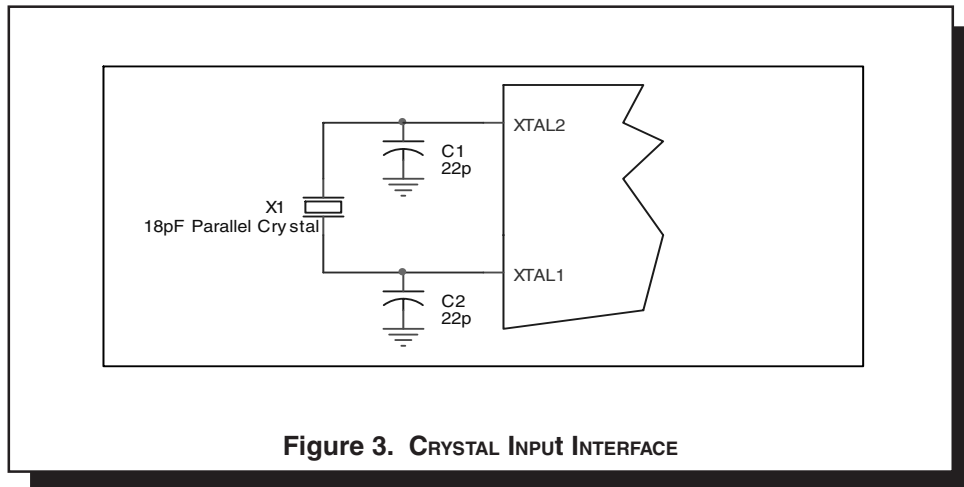 XTAL2
C1
22p
X1
18pF Parallel Crystal
XTAL1
C2
22p
Figure 3. CRYSTAL INPUt INTERFACE